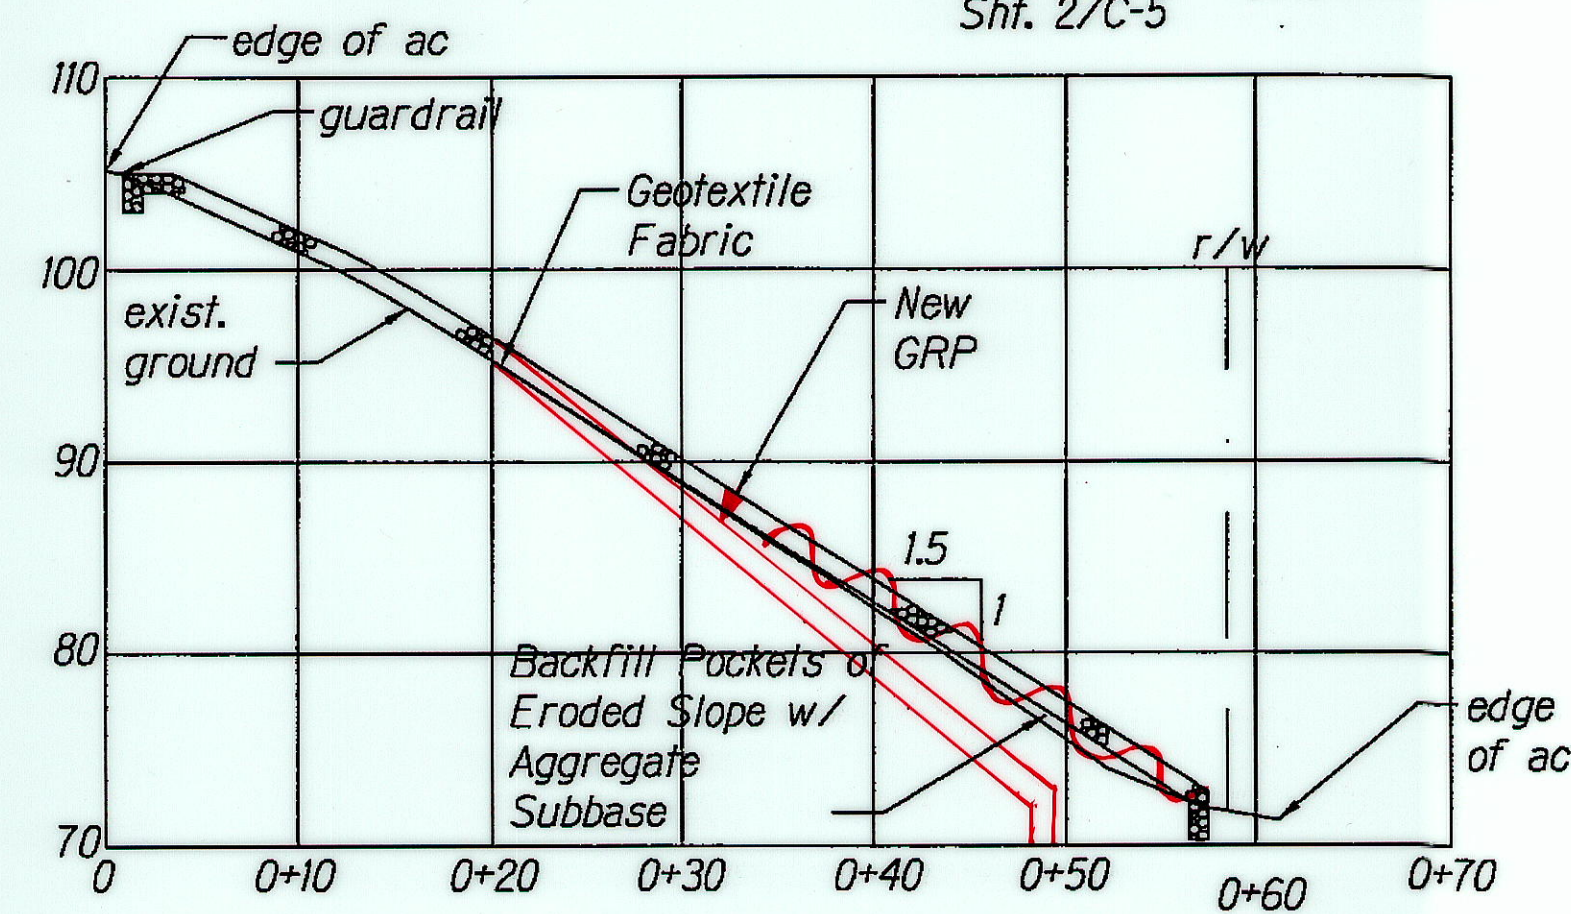 Sht. 2/C-5
edge of ac
110
guardrail
Geotextile
Fabric
r/w
100
exist.
ground
New
GRP
90
1.5
1
80
Backfill Pockets of
Eroded Slope w/
Aggregate
Subbase
edge
of ac
70
0
0+10
0+20
0+30
0+40
0+50
0+60
0+70